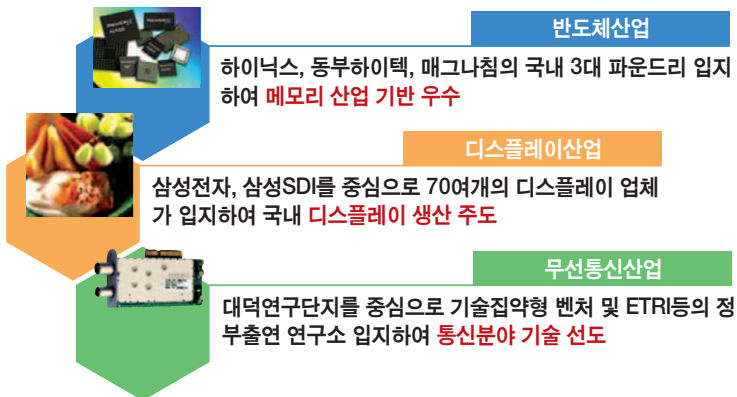 반도체산업
하이닉스, 동부하이텍, 매그나침의 국내 3대 파운드리 입지
하여 메모리 산업 기반 우수
디스플레이산업
삼성전자, 삼성SDI를 중심으로 70여개의 디스플레이 업체
가 입지하여 국내 디스플레이 생산 주도
무선통신산업
대덕연구단지를 중심으로 기술집약형 벤처 및 ETRI등의 정
부출연 연구소 입지하여 통신분야 기술 선도